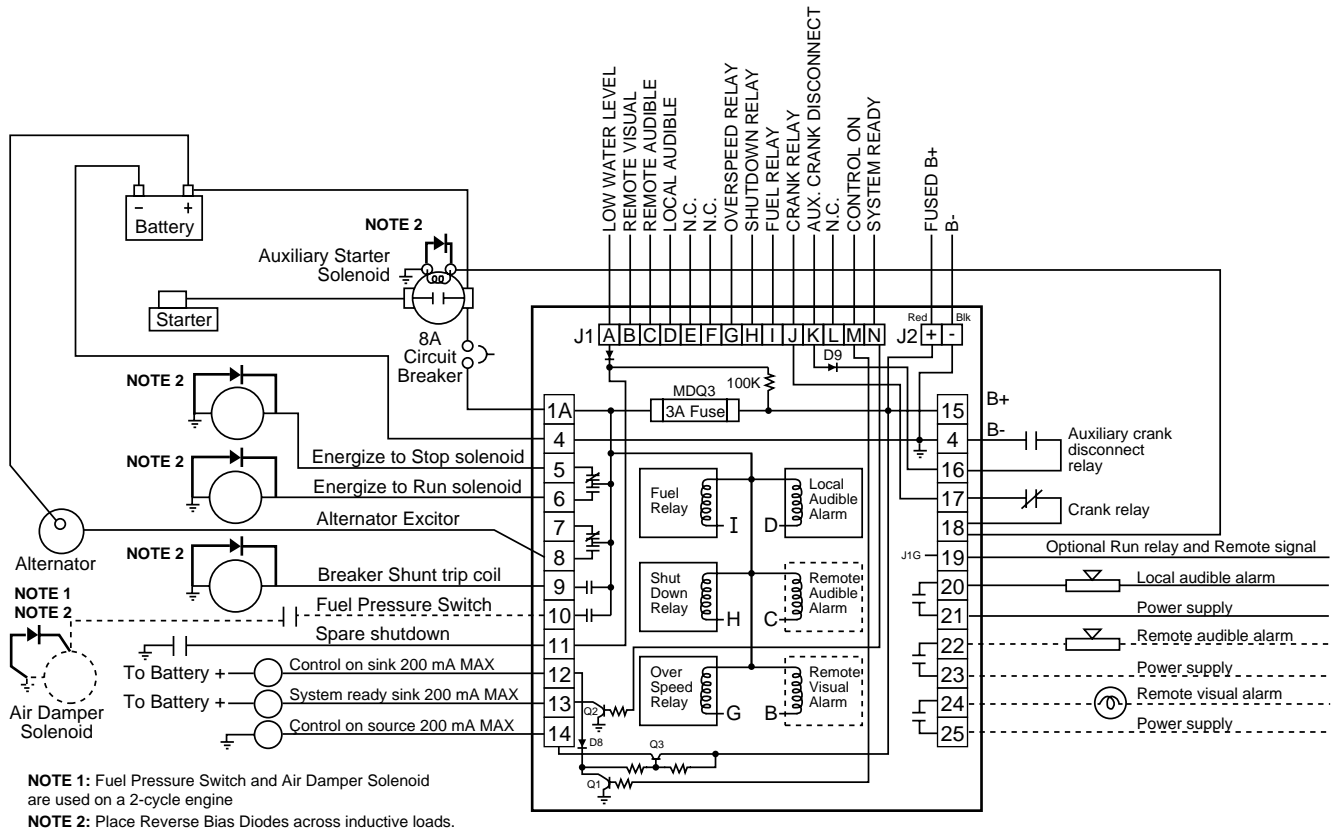 LOW WATER LEVEL
REMOTE VISUAL
REMOTE AUDIBLE
LOCAL AUDIBLE
N.C.
N.C.
OVERSPEED RELAY
SHUTDOWN RELAY
FUEL RELAY
CRANK RELAY
AUX. CRANK DISCONNECT
N.C.
CONTROL ON
SYSTEM READY
FUSED B+
B-
- +
Battery
NOTE 2
Auxiliary Starter
Solenoid
Starter
8A
Circuit
Breaker
J1 A B C D E F G H I J K L M N
J2 + -
Red
Blk
D9
100K
MDQ3
3A Fuse
NOTE 2
NOTE 2
Energize to Stop solenoid
Energize to Run solenoid
Alternator Excitor
Alternator
NOTE 2
Breaker Shunt trip coil
NOTE 1
NOTE 2
Fuel Pressure Switch
Spare shutdown
Air Damper
Solenoid
To Battery +
Control on sink 200 mA MAX
To Battery +
System ready sink 200 mA MAX
Control on source 200 mA MAX
1A
4
5
6
7
8
9
10
11
12
13
14
Fuel
Relay
I
D
Local
Audible
Alarm
Shut
Down
Relay
H
C
Remote
Audible
Alarm
Over
Speed
Relay
G
B
Remote
Visual
Alarm
Q2
D8
Q3
Q1
15
4
16
17
18
J1G
19
20
21
22
23
24
25
B+
B-
Auxiliary crank
disconnect
relay
Crank relay
Optional Run relay and Remote signal
Local audible alarm
Power supply
Remote audible alarm
Power supply
Remote visual alarm
Power supply
NOTE 1: Fuel Pressure Switch and Air Damper Solenoid
are used on a 2-cycle engine
NOTE 2: Place Reverse Bias Diodes across inductive loads.